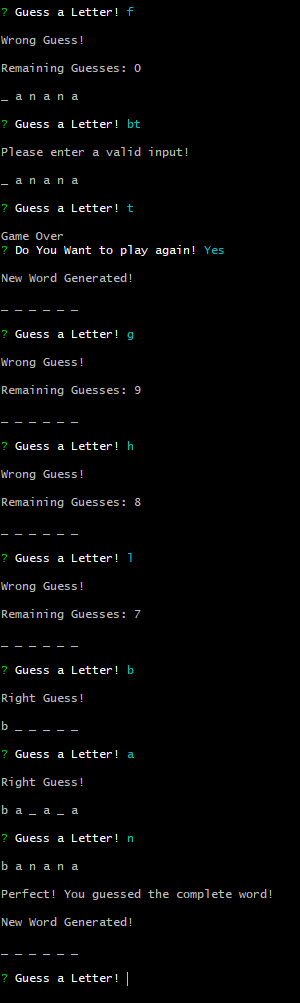 ? Guess a Letter! f
Wrong Guess!
Remaining Guesses: 0
_ a n a n a
? Guess a Letter! bt
Please enter a valid input!
_ a n a n a
? Guess a Letter! t
Game Over
? Do You Want to play again! Yes
New Word Generated!
_ _ _ _ _ _
? Guess a Letter! g
Wrong Guess!
Remaining Guesses: 9
_ _ _ _ _ _
? Guess a Letter! h
Wrong Guess!
Remaining Guesses: 8
_ _ _ _ _ _
? Guess a Letter! l
Wrong Guess!
Remaining Guesses: 7
_ _ _ _ _ _
? Guess a Letter! b
Right Guess!
b _ _ _ _ _
? Guess a Letter! a
Right Guess!
b a _ a _ a
? Guess a Letter! n
b a n a n a
Perfect! You guessed the complete word!
New Word Generated!
_ _ _ _ _ _
? Guess a Letter!